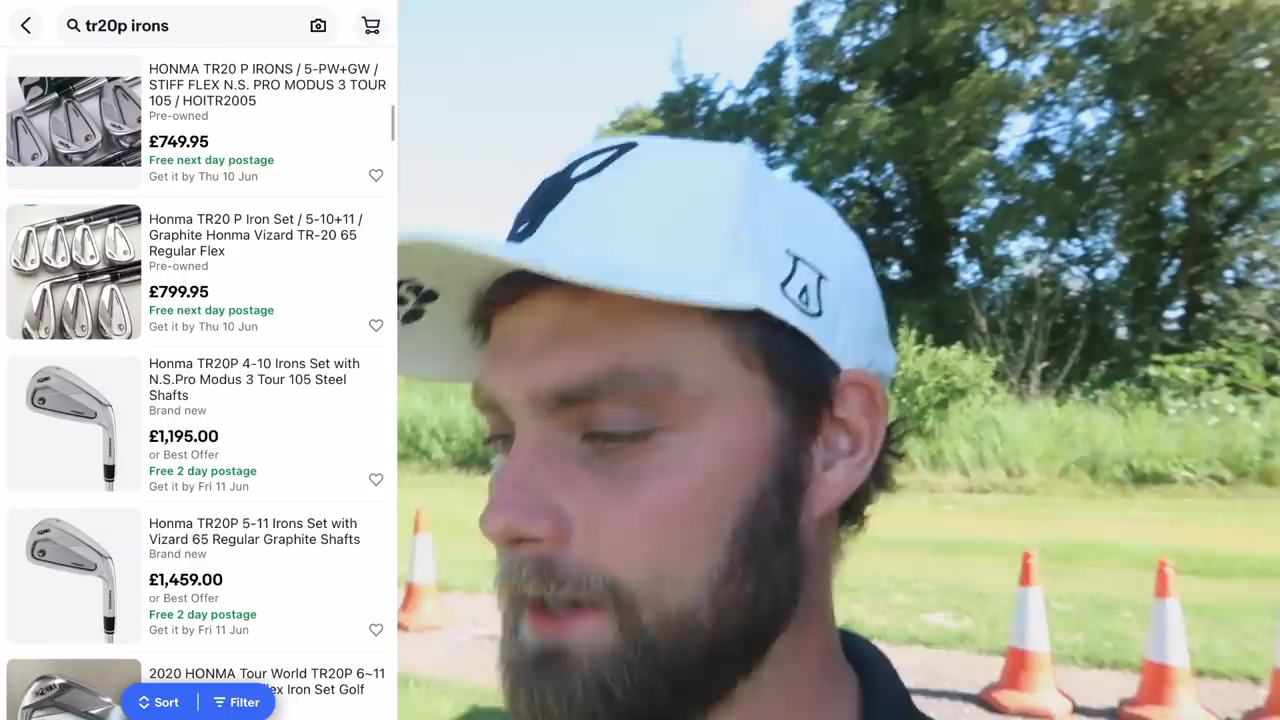 tr20p irons
HONMA TR20 P IRONS / 5-PW+GW /
STIFF FLEX N.S. PRO MODUS 3 TOUR
105 / HOITR2005
Pre-owned
£749.95
Free next day postage
Get it by Thu 10 Jun
Honma TR20 P Iron Set / 5-10+11 /
Graphite Honma Vizard TR-20 65
Regular Flex
Pre-owned
£799.95
Free next day postage
Get it by Thu 10 Jun
Honma TR20P 4-10 Irons Set with
N.S.Pro Modus 3 Tour 105 Steel
Shafts
Brand new
£1,195.00
or Best Offer
Free 2 day postage
Get it by Fri 11 Jun
Honma TR20P 5-11 Irons Set with
Vizard 65 Regular Graphite Shafts
Brand new
£1,459.00
or Best Offer
Free 2 day postage
Get it by Fri 11 Jun
2020 HONMA Tour World TR20P 6~11
lex Iron Set Golf
Sort
Filter